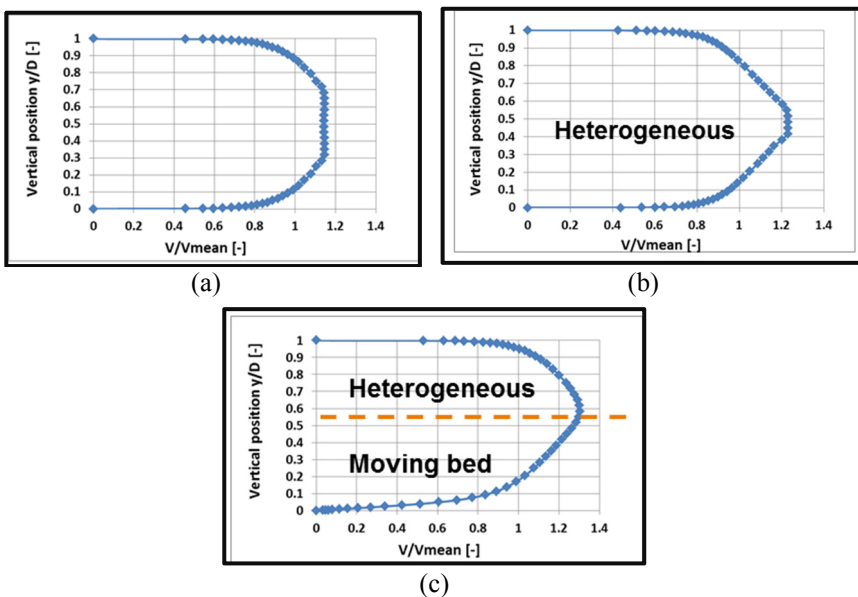 Vertical position y/D [-]
1
0.9
0.8
0.7
0.6
0.5
0.4
0.3
0.2
0.1
0
0 0.2 0.4 0.6 0.8 1 1.2 1.4
V/Vmean [-]
(a)
Vertical position y/D [-]
1
0.9
0.8
0.7
0.6
0.5
0.4
0.3
0.2
0.1
0
Heterogeneous
0 0.2 0.4 0.6 0.8 1 1.2 1.4
V/Vmean [-]
(b)
Vertical position y/D [-]
1
0.9
0.8
0.7
0.6
0.5
0.4
0.3
0.2
0.1
0
Heterogeneous
Moving bed
0 0.2 0.4 0.6 0.8 1 1.2 1.4
V/Vmean [-]
(c)